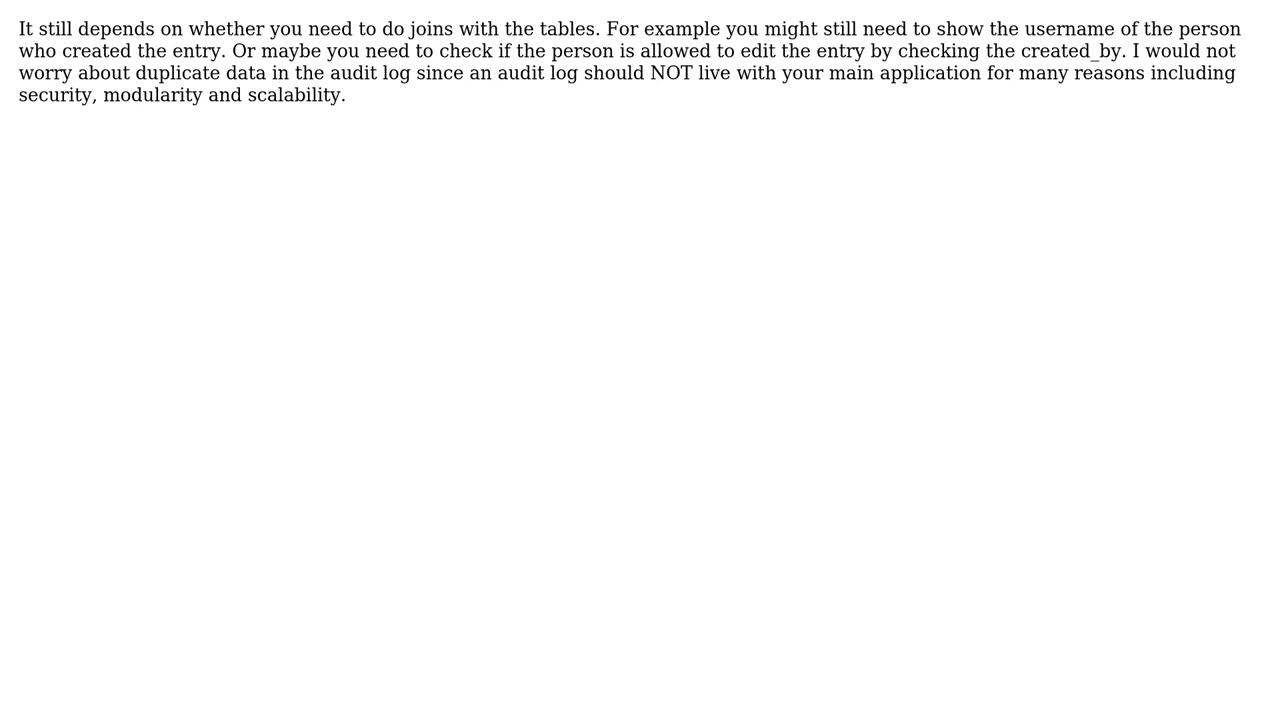 It still depends on whether you need to do joins with the tables. For example you might still need to show the username of the person
who created the entry. Or maybe you need to check if the person is allowed to edit the entry by checking the created_by. I would not
worry about duplicate data in the audit log since an audit log should NOT live with your main application for many reasons including
security, modularity and scalability.